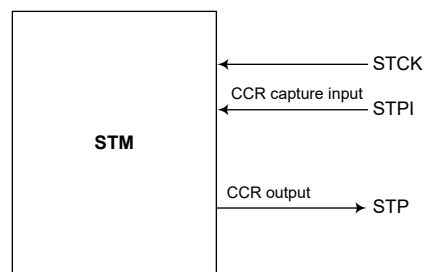 STCK
CCR capture input
STPI
STM
CCR output
STP